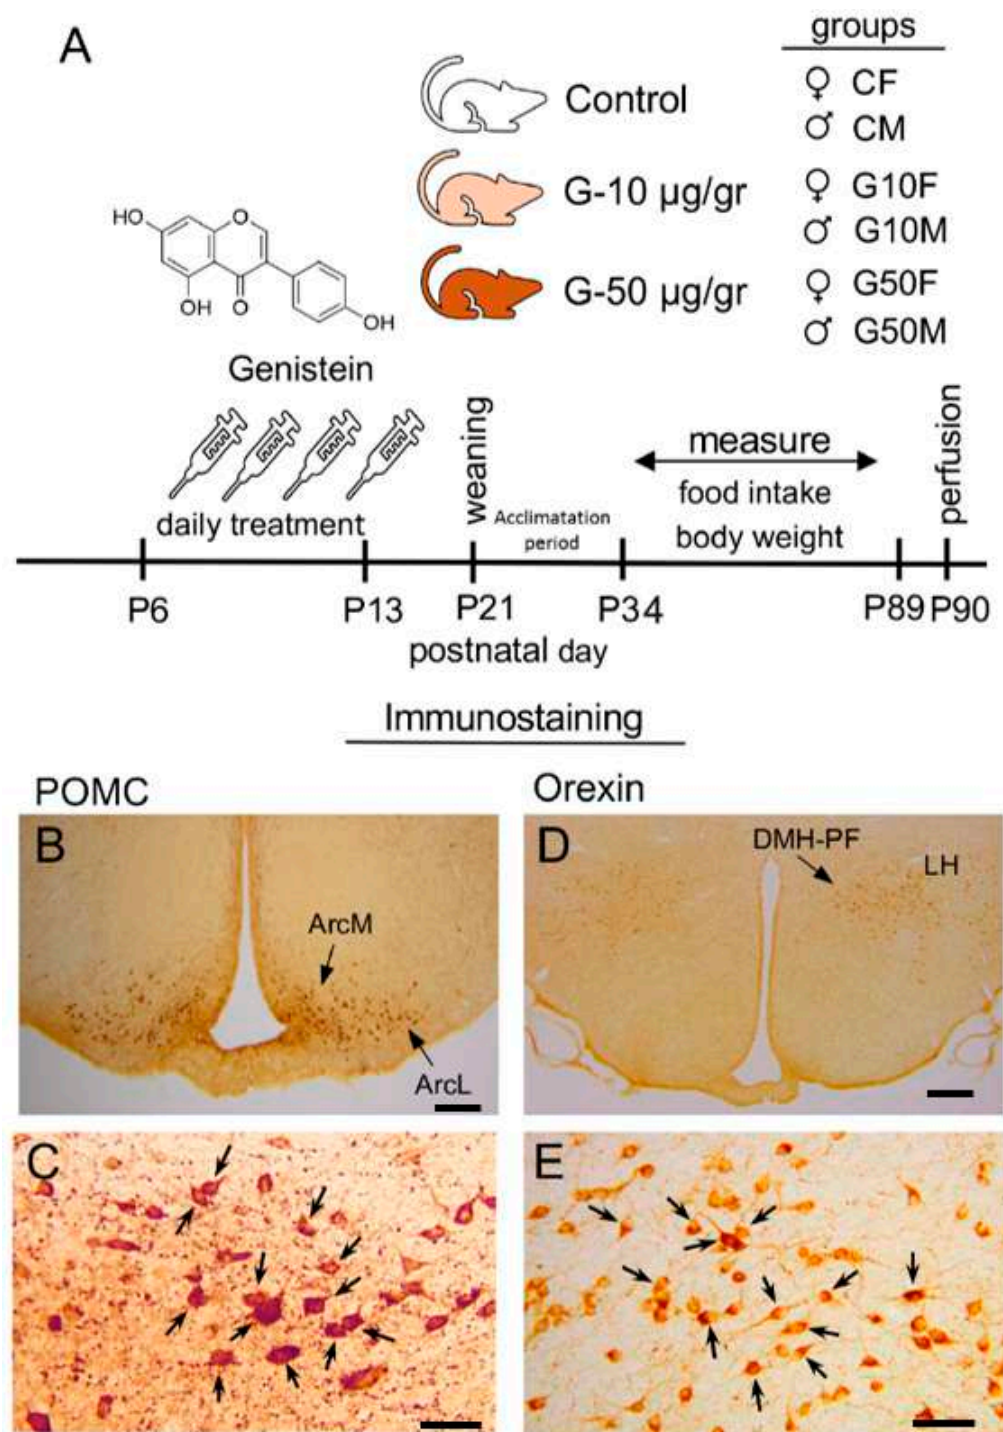 A
groups
Control
♀ CF
♂ CM
G-10 µg/gr
♀ G10F
♂ G10M
G-50 µg/gr
♀ G50F
♂ G50M
HO
O
OH
O
OH
Genistein
daily treatment
weaning
Acclimatation
period
measure
food intake
body weight
perfusion
P6
P13
P21
P34
P89
P90
postnatal day
Immunostaining
POMC
Orexin
B
ArcM
ArcL
D
DMH-PF
LH
C
E